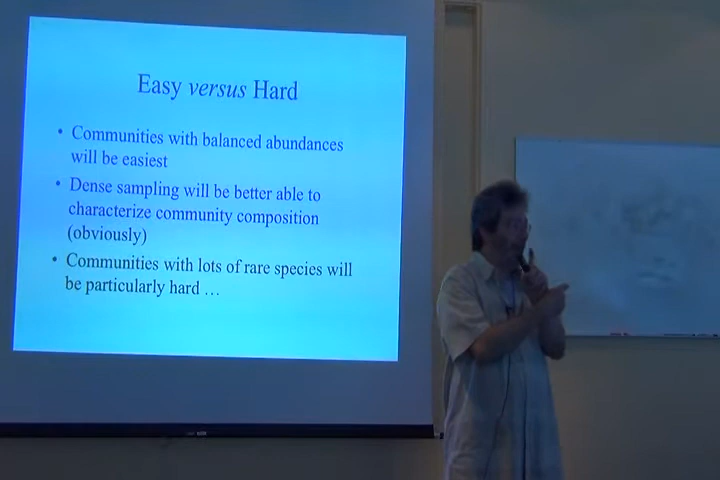 Easy versus Hard
• Communities with balanced abundances
will be easiest
• Dense sampling will be better able to
characterize community composition
(obviously)
• Communities with lots of rare species will
be particularly hard …